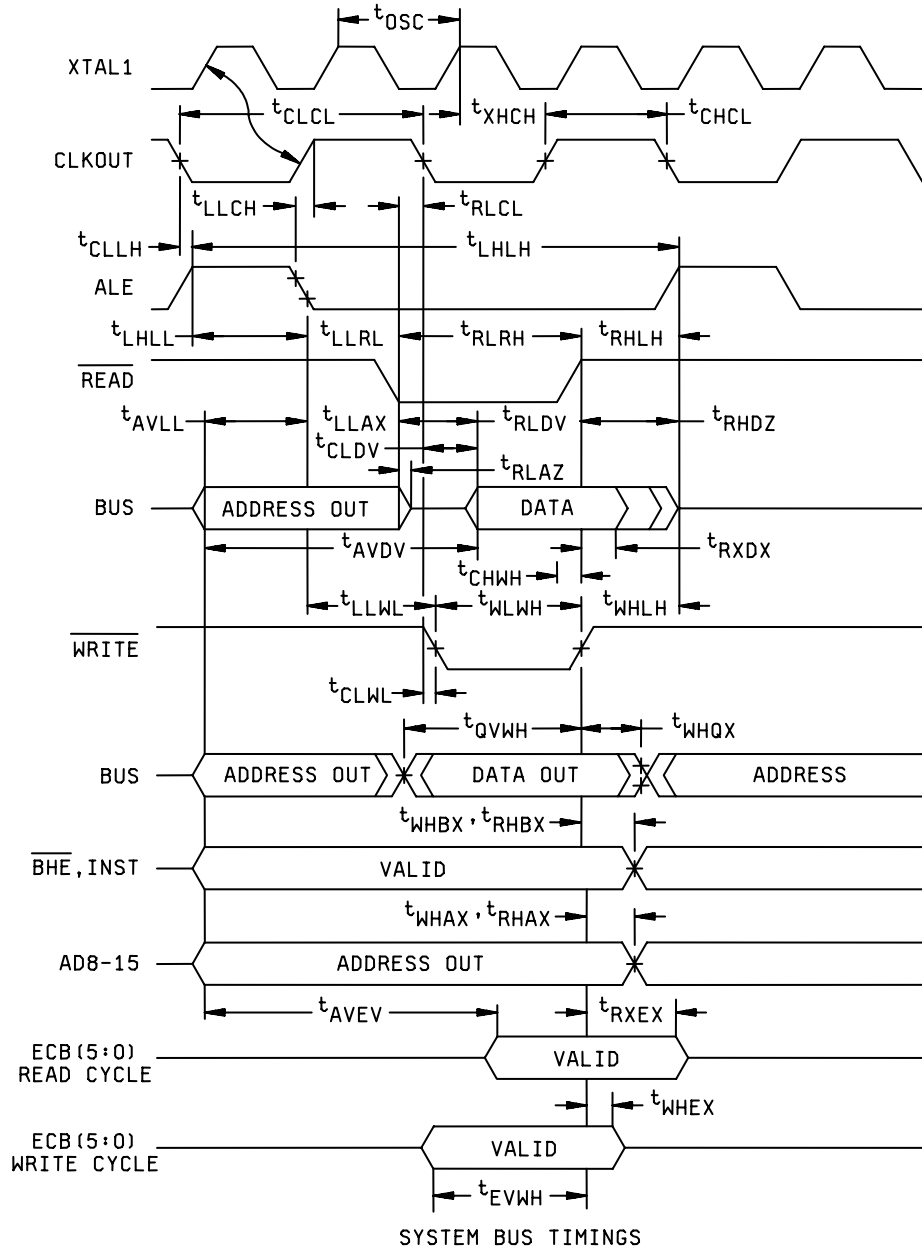 tOSC
XTAL1
tCLCL
tXHCH
tCHCL
CLKOUT
tLLCH
tRLCL
tCLLH
tLHLH
ALE
tLHLL
tLLRL
tRLRH
tRHLH
READ
tAVLL
tLLAX
tRLDV
tRHDZ
tCLDV
tRLAZ
BUS
ADDRESS OUT
DATA
tAVDV
tRXDX
tCHWH
tLLWL
tWLWH
tWHLH
WRITE
tCLWL
tQVWH
tWHQX
BUS
ADDRESS OUT
DATA OUT
ADDRESS
tWHBX, tRHBX
BHE,INST
VALID
tWHAX, tRHAX
AD8-15
ADDRESS OUT
tAVEV
tRXEX
ECB(5:0)
READ CYCLE
VALID
tWHEX
ECB(5:0)
WRITE CYCLE
VALID
tEVWH
SYSTEM BUS TIMINGS